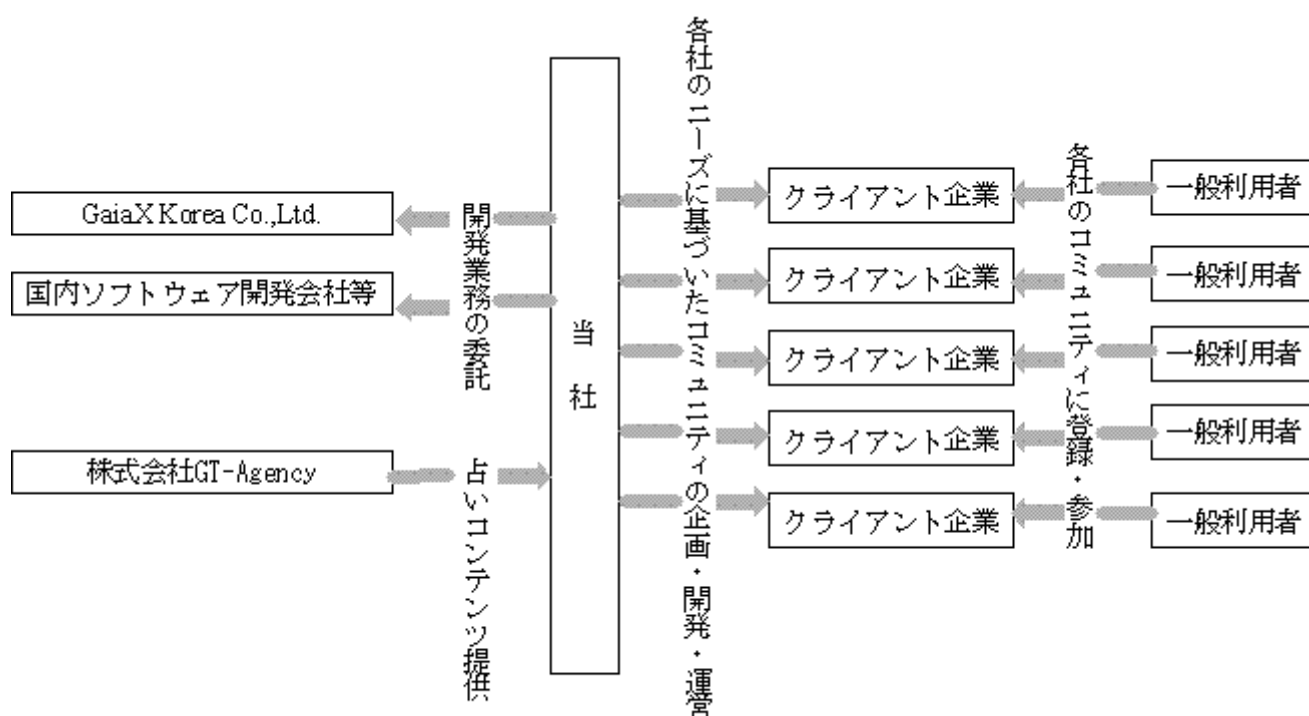 GaiaX Korea Co.,Ltd.
国内ソフトウェア開発会社等
株式会社GT-Agency
開発業務の委託
占いコンテンツ提供
当社
各社のニーズに基づいたコミュニティの企画・開発・運営
クライアント企業
クライアント企業
クライアント企業
クライアント企業
クライアント企業
各社のコミュニティに登録・参加
一般利用者
一般利用者
一般利用者
一般利用者
一般利用者